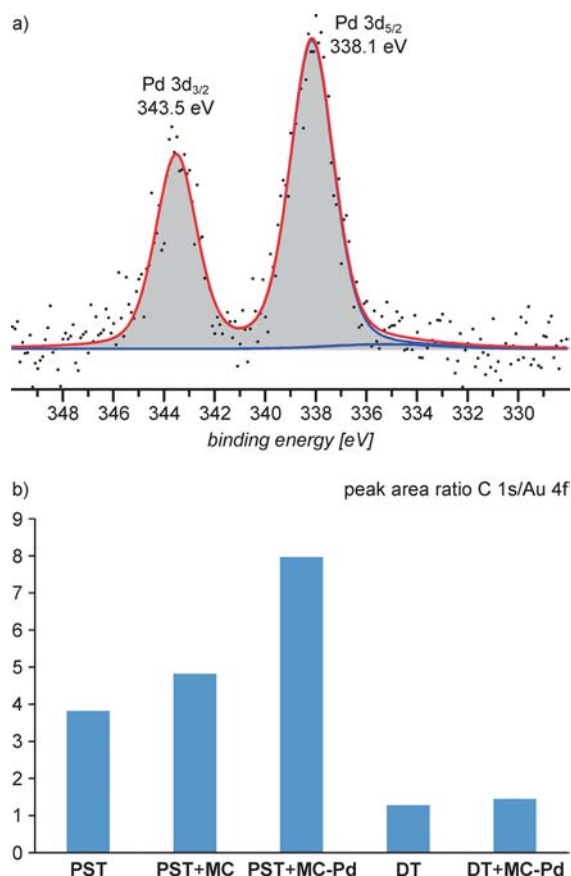 a)
Pd 3d5/2
338.1 eV
Pd 3d3/2
343.5 eV
348 346 344 342 340 338 336 334 332 330
binding energy [eV]
b)
peak area ratio C 1s/Au 4f
9
8
7
6
5
4
3
2
1
0
PST PST+MC PST+MC-Pd DT DT+MC-Pd